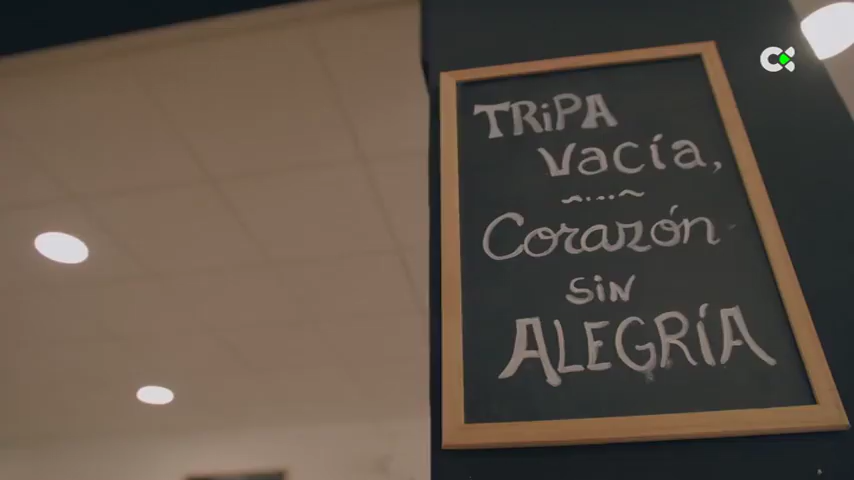 TRiPA
Vacía,
Corazón
sin
ALEGRÍA